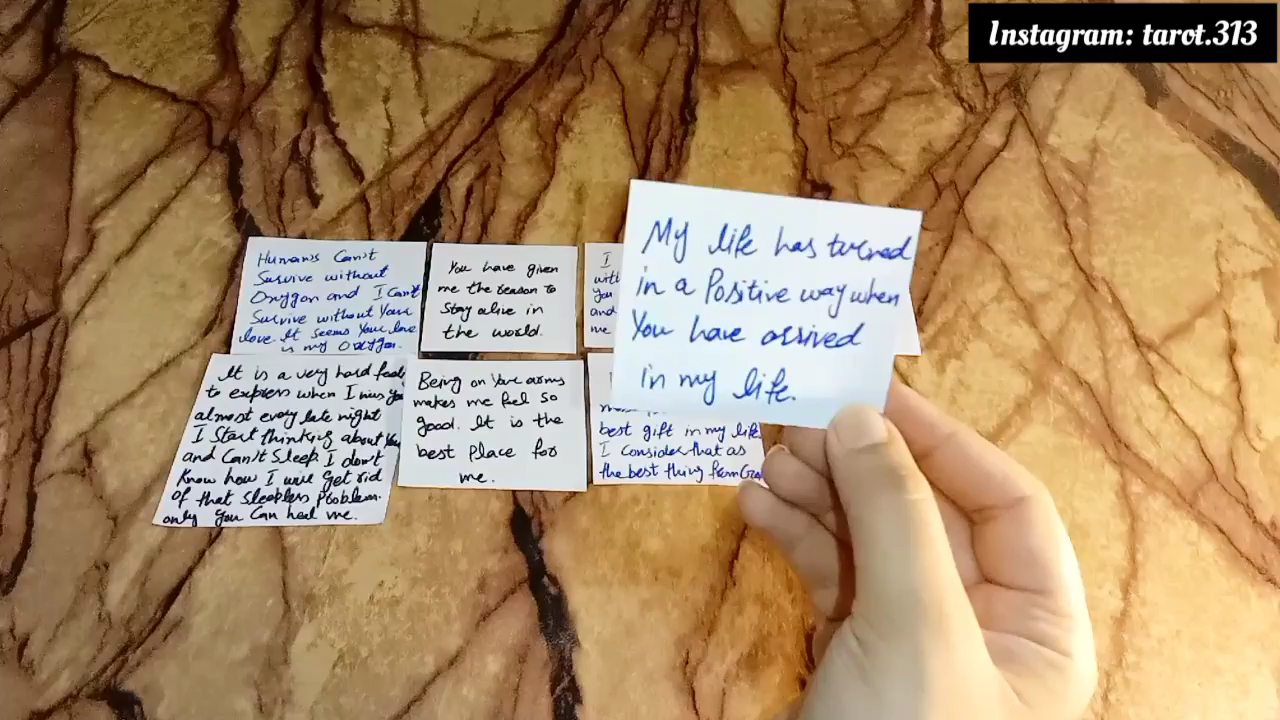 Instagram: tarot.313
Humans Can't
Survive without
Oxygen and I Can't
Survive without Your
love. It seems Your love
is my Oxygen.
You have given
me the reason to
Stay alive in
the world.
I
with
You
and
me
My life has turned
in a Positive way when
You have arrived
in my life.
It is a very hard
to express when I miss You
almost every late night
I Start thinking about You
and Can't Sleep. I don't
Know how I will get rid
of that Sleepless Problem.
only You Can heal me.
Being on Your arms
makes me feel so
good. It is the
best Place for
me.
best gift in my life
I consider that as
the best thing from